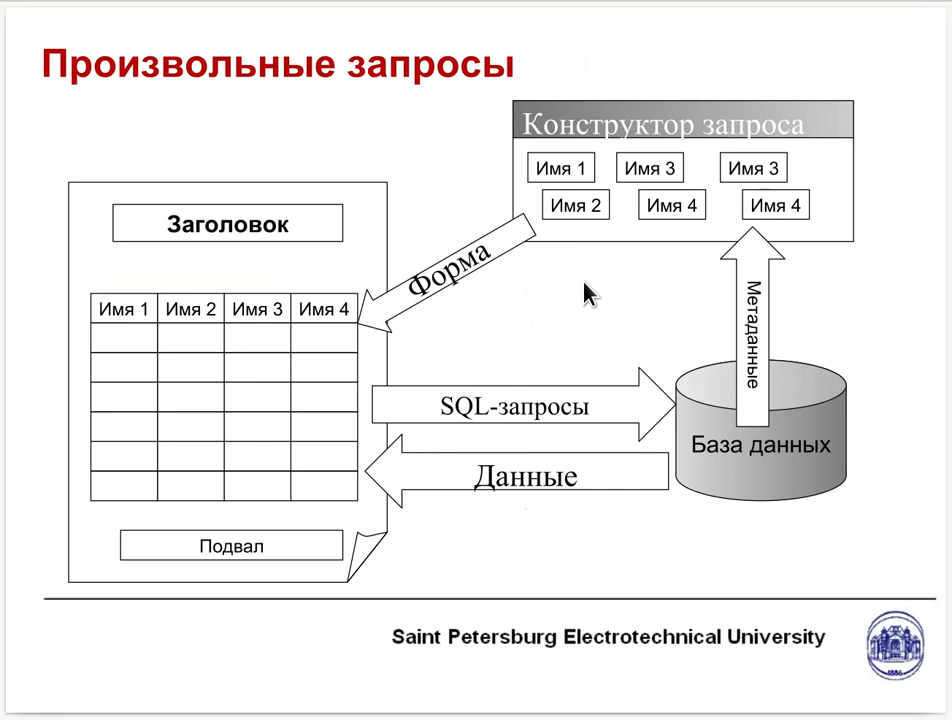 Произвольные запросы
Конструктор запроса
Имя 1 Имя 3 Имя 3
Имя 2 Имя 4 Имя 4
Заголовок
Форма
Имя 1 Имя 2 Имя 3 Имя 4
Метаданные
SQL-запросы
База данных
Данные
Подвал
Saint Petersburg Electrotechnical University
1886